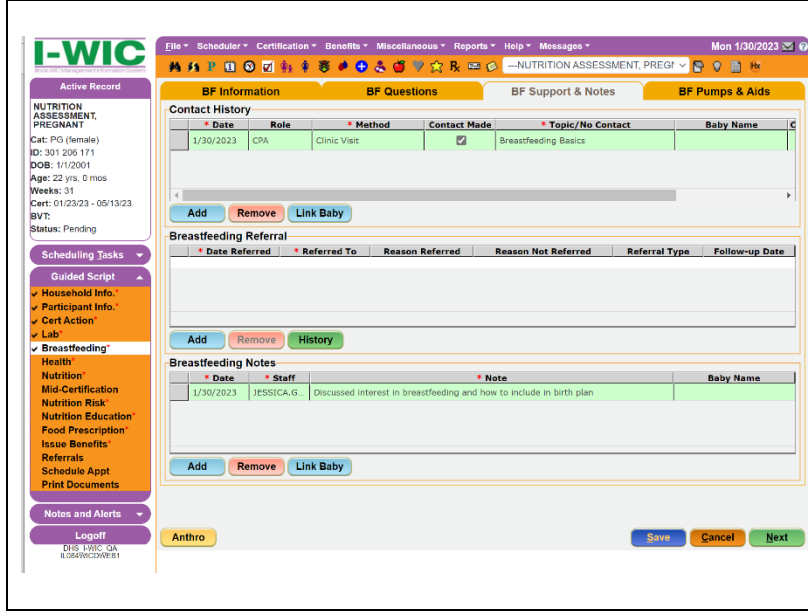 I-WIC
Illinois WIC Management Information System
File Scheduler Certification Benefits Miscellaneous Reports Help Messages Mon 1/30/2023
---NUTRITION ASSESSMENT, PREG
Active Record
NUTRITION
ASSESSMENT,
PREGNANT
Cat: PG (female)
ID: 301 206 171
DOB: 1/1/2001
Age: 22 yrs. 0 mos
Weeks: 31
Cert: 01/23/23 - 05/13/23
BVT:
Status: Pending
Scheduling Tasks
Guided Script
Household Info.*
Participant Info.*
Cert Action*
Lab*
Breastfeeding*
Health*
Nutrition*
Mid-Certification
Nutrition Risk*
Nutrition Education*
Food Prescription*
Issue Benefits*
Referrals
Schedule Appt
Print Documents
Notes and Alerts
Logoff
DHS I-WIC QA
IL084WICDWEB1
BF Information BF Questions BF Support & Notes BF Pumps & Aids
Contact History
* Date Role * Method Contact Made * Topic/No Contact Baby Name C
1/30/2023 CPA Clinic Visit Breastfeeding Basics
Add Remove Link Baby
Breastfeeding Referral
* Date Referred * Referred To Reason Referred Reason Not Referred Referral Type Follow-up Date
Add Remove History
Breastfeeding Notes
* Date * Staff * Note Baby Name
1/30/2023 JESSICA.G... Discussed interest in breastfeeding and how to include in birth plan
Add Remove Link Baby
Anthro Save Cancel Next